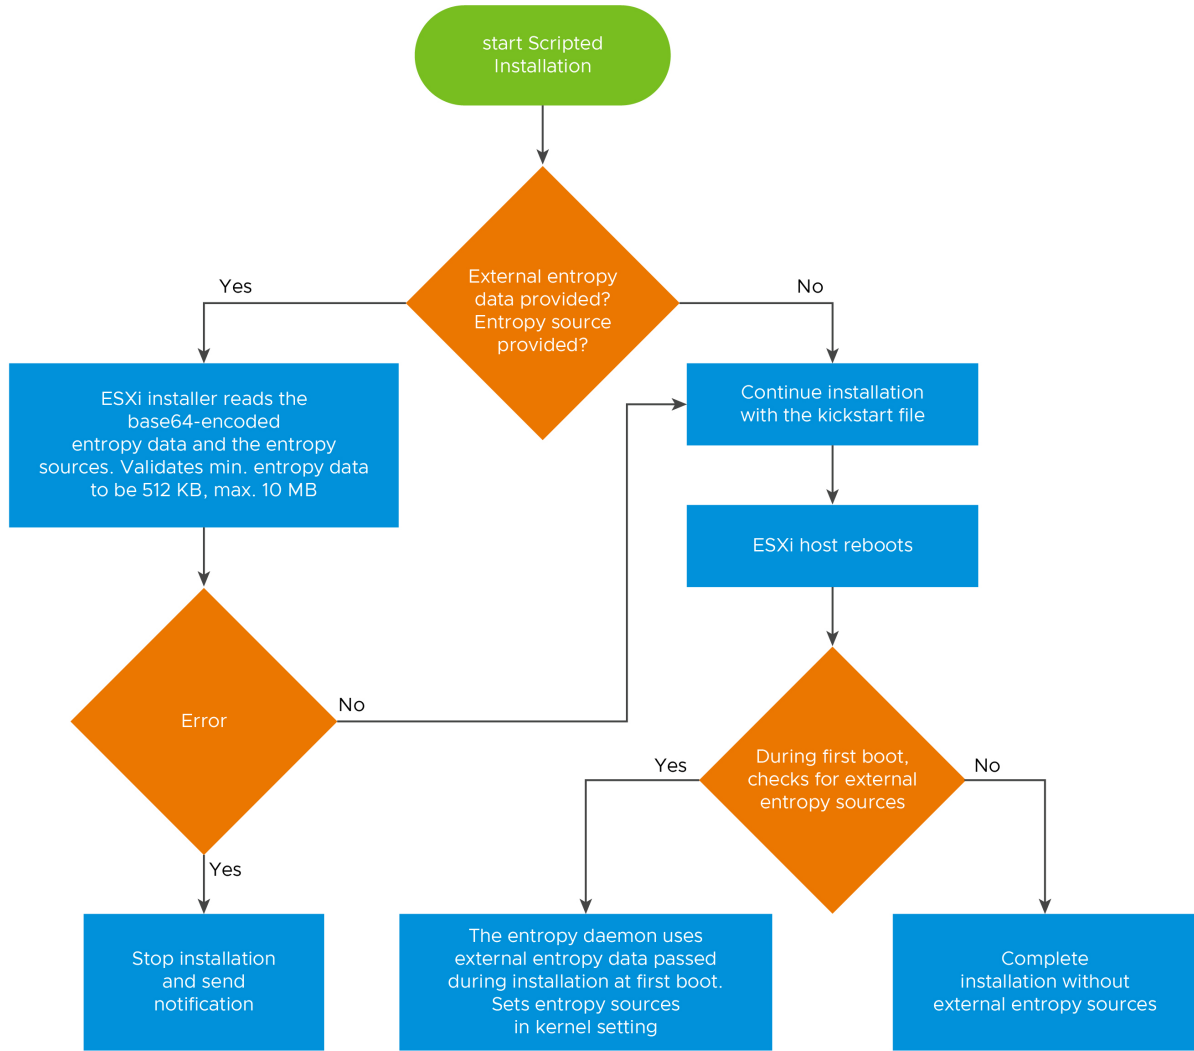 start Scripted
Installation
External entropy
data provided?
Entropy source
provided?
Yes
No
ESXi installer reads the
base64-encoded
entropy data and the entropy
sources. Validates min. entropy data
to be 512 KB, max. 10 MB
Continue installation
with the kickstart file
ESXi host reboots
Error
No
Yes
During first boot,
checks for external
entropy sources
Yes
No
Stop installation
and send
notification
The entropy daemon uses
external entropy data passed
during installation at first boot.
Sets entropy sources
in kernel setting
Complete
installation without
external entropy sources